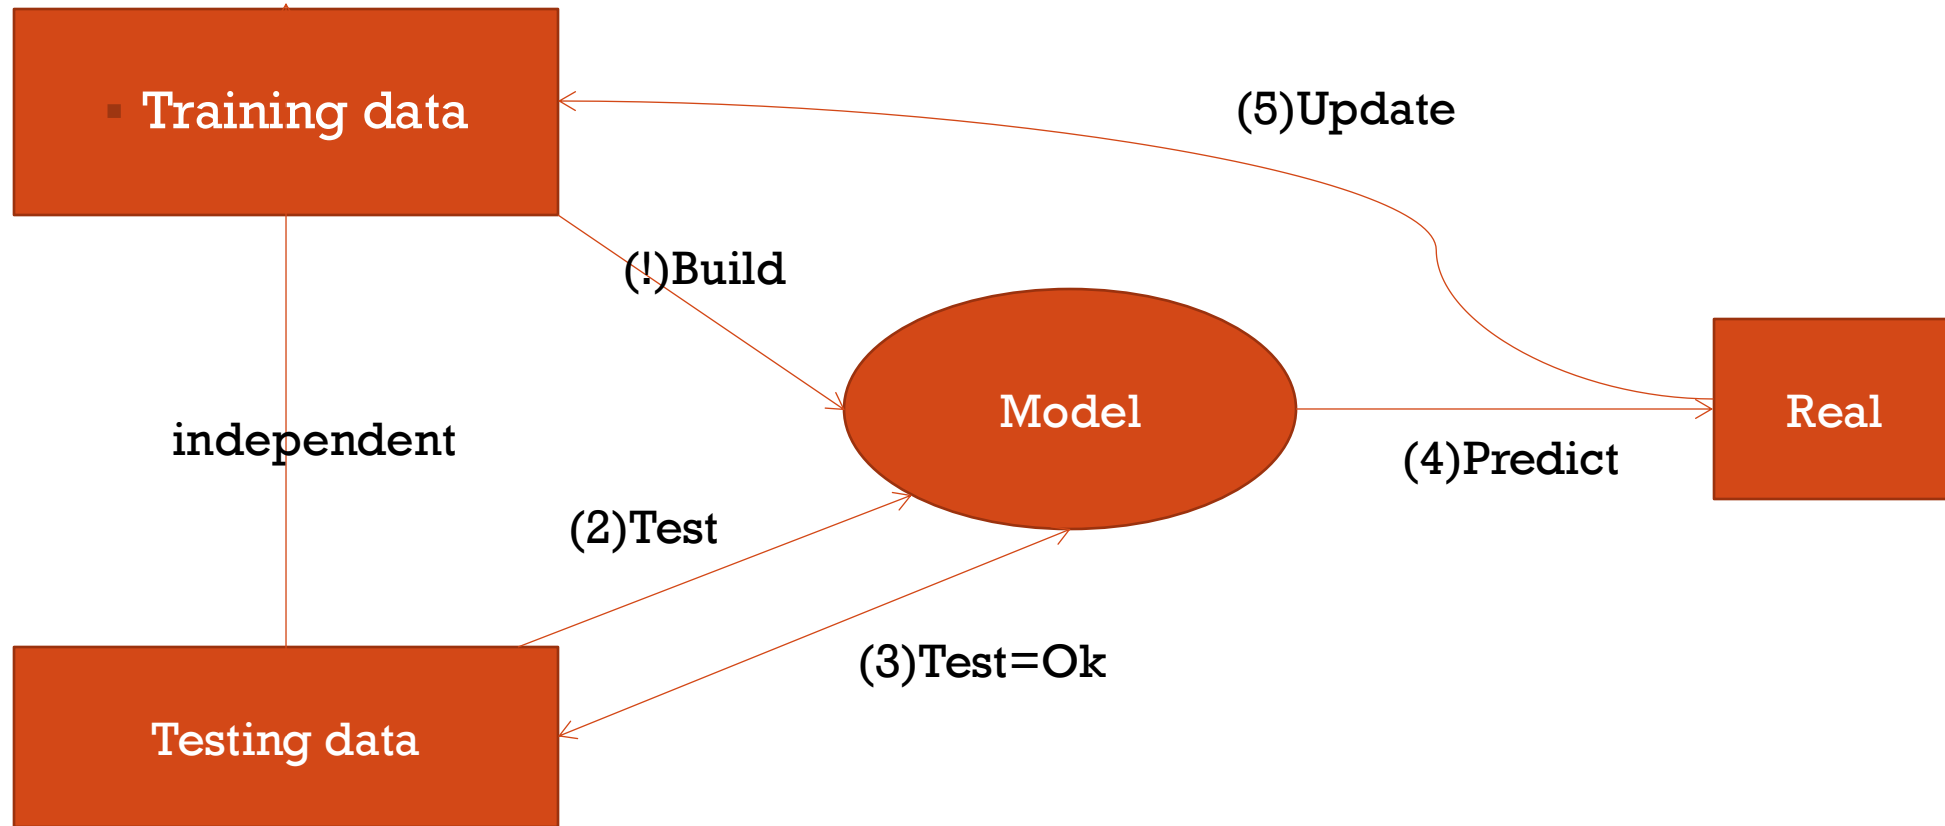 ▪ Training data
(5)Update
(!)Build
Model
Real
independent
(4)Predict
(2)Test
(3)Test=Ok
Testing data